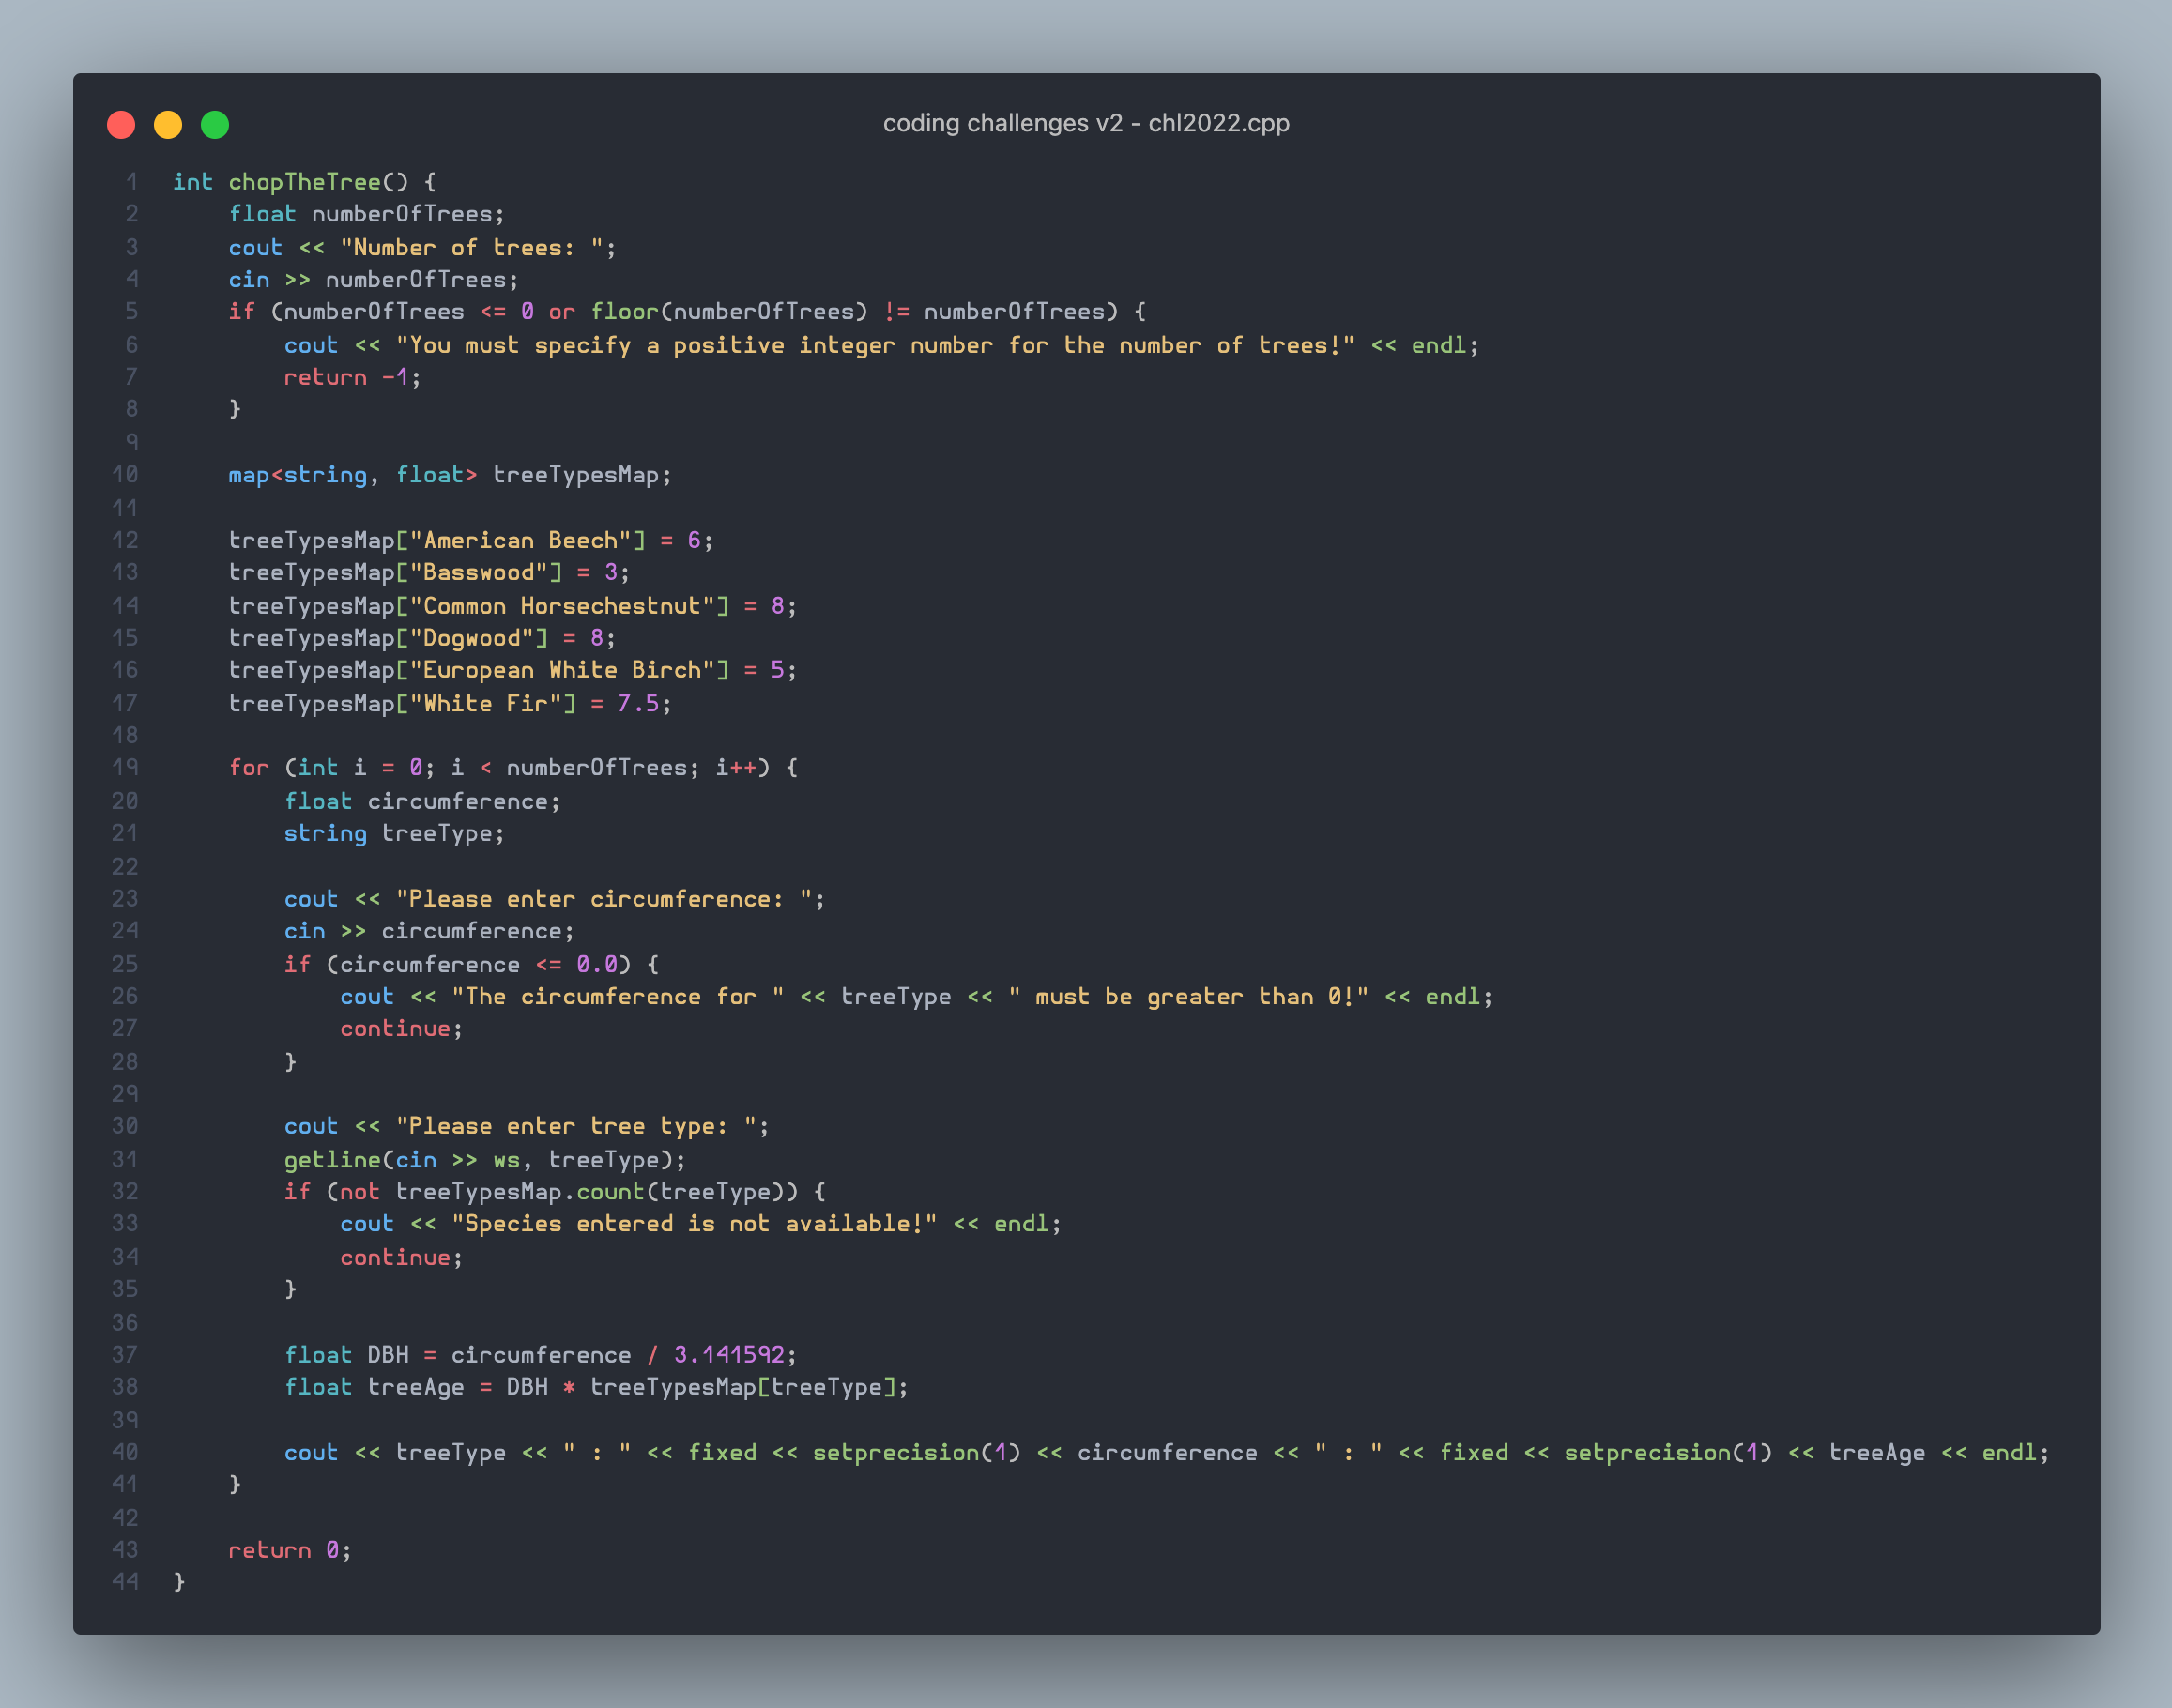 coding challenges v2 - chl2022.cpp
1 int chopTheTree() {
2     float numberOfTrees;
3     cout << "Number of trees: ";
4     cin >> numberOfTrees;
5     if (numberOfTrees <= 0 or floor(numberOfTrees) != numberOfTrees) {
6         cout << "You must specify a positive integer number for the number of trees!" << endl;
7         return -1;
8     }
9
10     map<string, float> treeTypesMap;
11
12     treeTypesMap["American Beech"] = 6;
13     treeTypesMap["Basswood"] = 3;
14     treeTypesMap["Common Horsechestnut"] = 8;
15     treeTypesMap["Dogwood"] = 8;
16     treeTypesMap["European White Birch"] = 5;
17     treeTypesMap["White Fir"] = 7.5;
18
19     for (int i = 0; i < numberOfTrees; i++) {
20         float circumference;
21         string treeType;
22
23         cout << "Please enter circumference: ";
24         cin >> circumference;
25         if (circumference <= 0.0) {
26             cout << "The circumference for " << treeType << " must be greater than 0!" << endl;
27             continue;
28         }
29
30         cout << "Please enter tree type: ";
31         getline(cin >> ws, treeType);
32         if (not treeTypesMap.count(treeType)) {
33             cout << "Species entered is not available!" << endl;
34             continue;
35         }
36
37         float DBH = circumference / 3.141592;
38         float treeAge = DBH * treeTypesMap[treeType];
39
40         cout << treeType << " : " << fixed << setprecision(1) << circumference << " : " << fixed << setprecision(1) << treeAge << endl;
41     }
42
43     return 0;
44 }